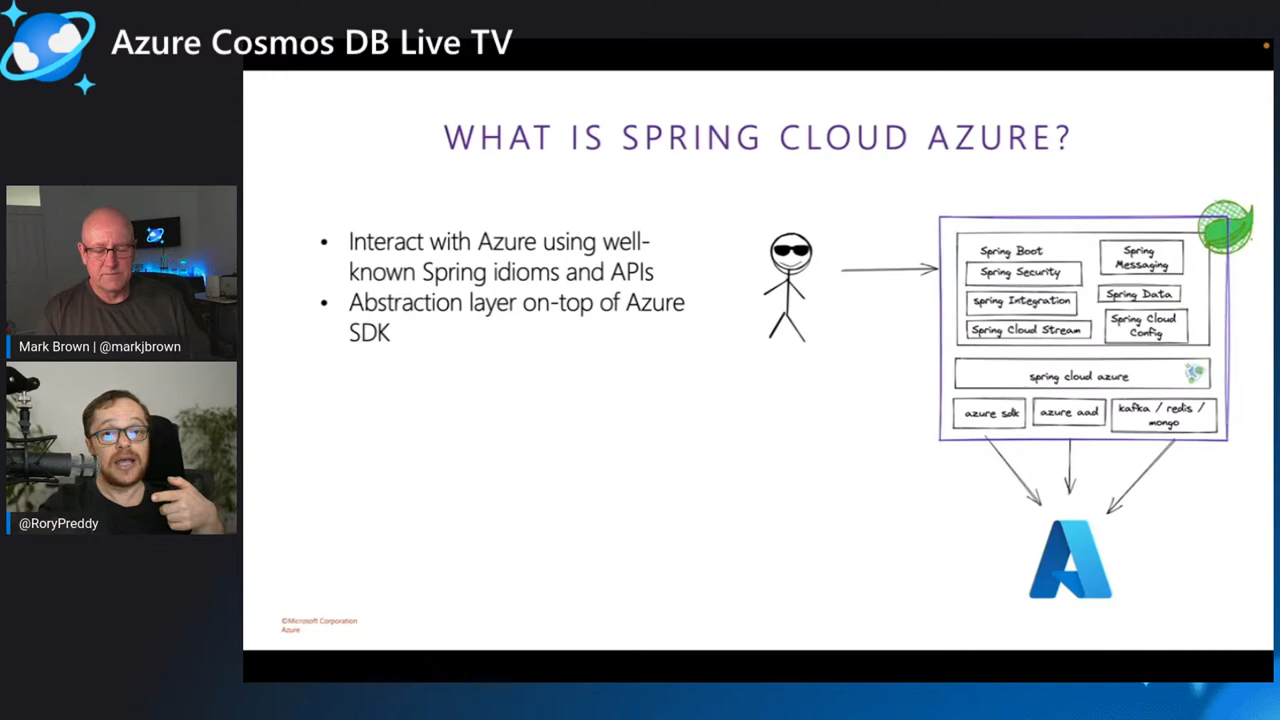 Azure Cosmos DB Live TV
WHAT IS SPRING CLOUD AZURE?
• Interact with Azure using well-
known Spring idioms and APIs
• Abstraction layer on-top of Azure
SDK
Spring Boot
Spring Security
spring Integration
Spring Cloud Stream
Spring
Messaging
Spring Data
Spring Cloud
Config
spring cloud azure
azure sdk
azure aad
kafka / redis /
mongo
Mark Brown | @markjbrown
@RoryPreddy
©Microsoft Corporation
Azure